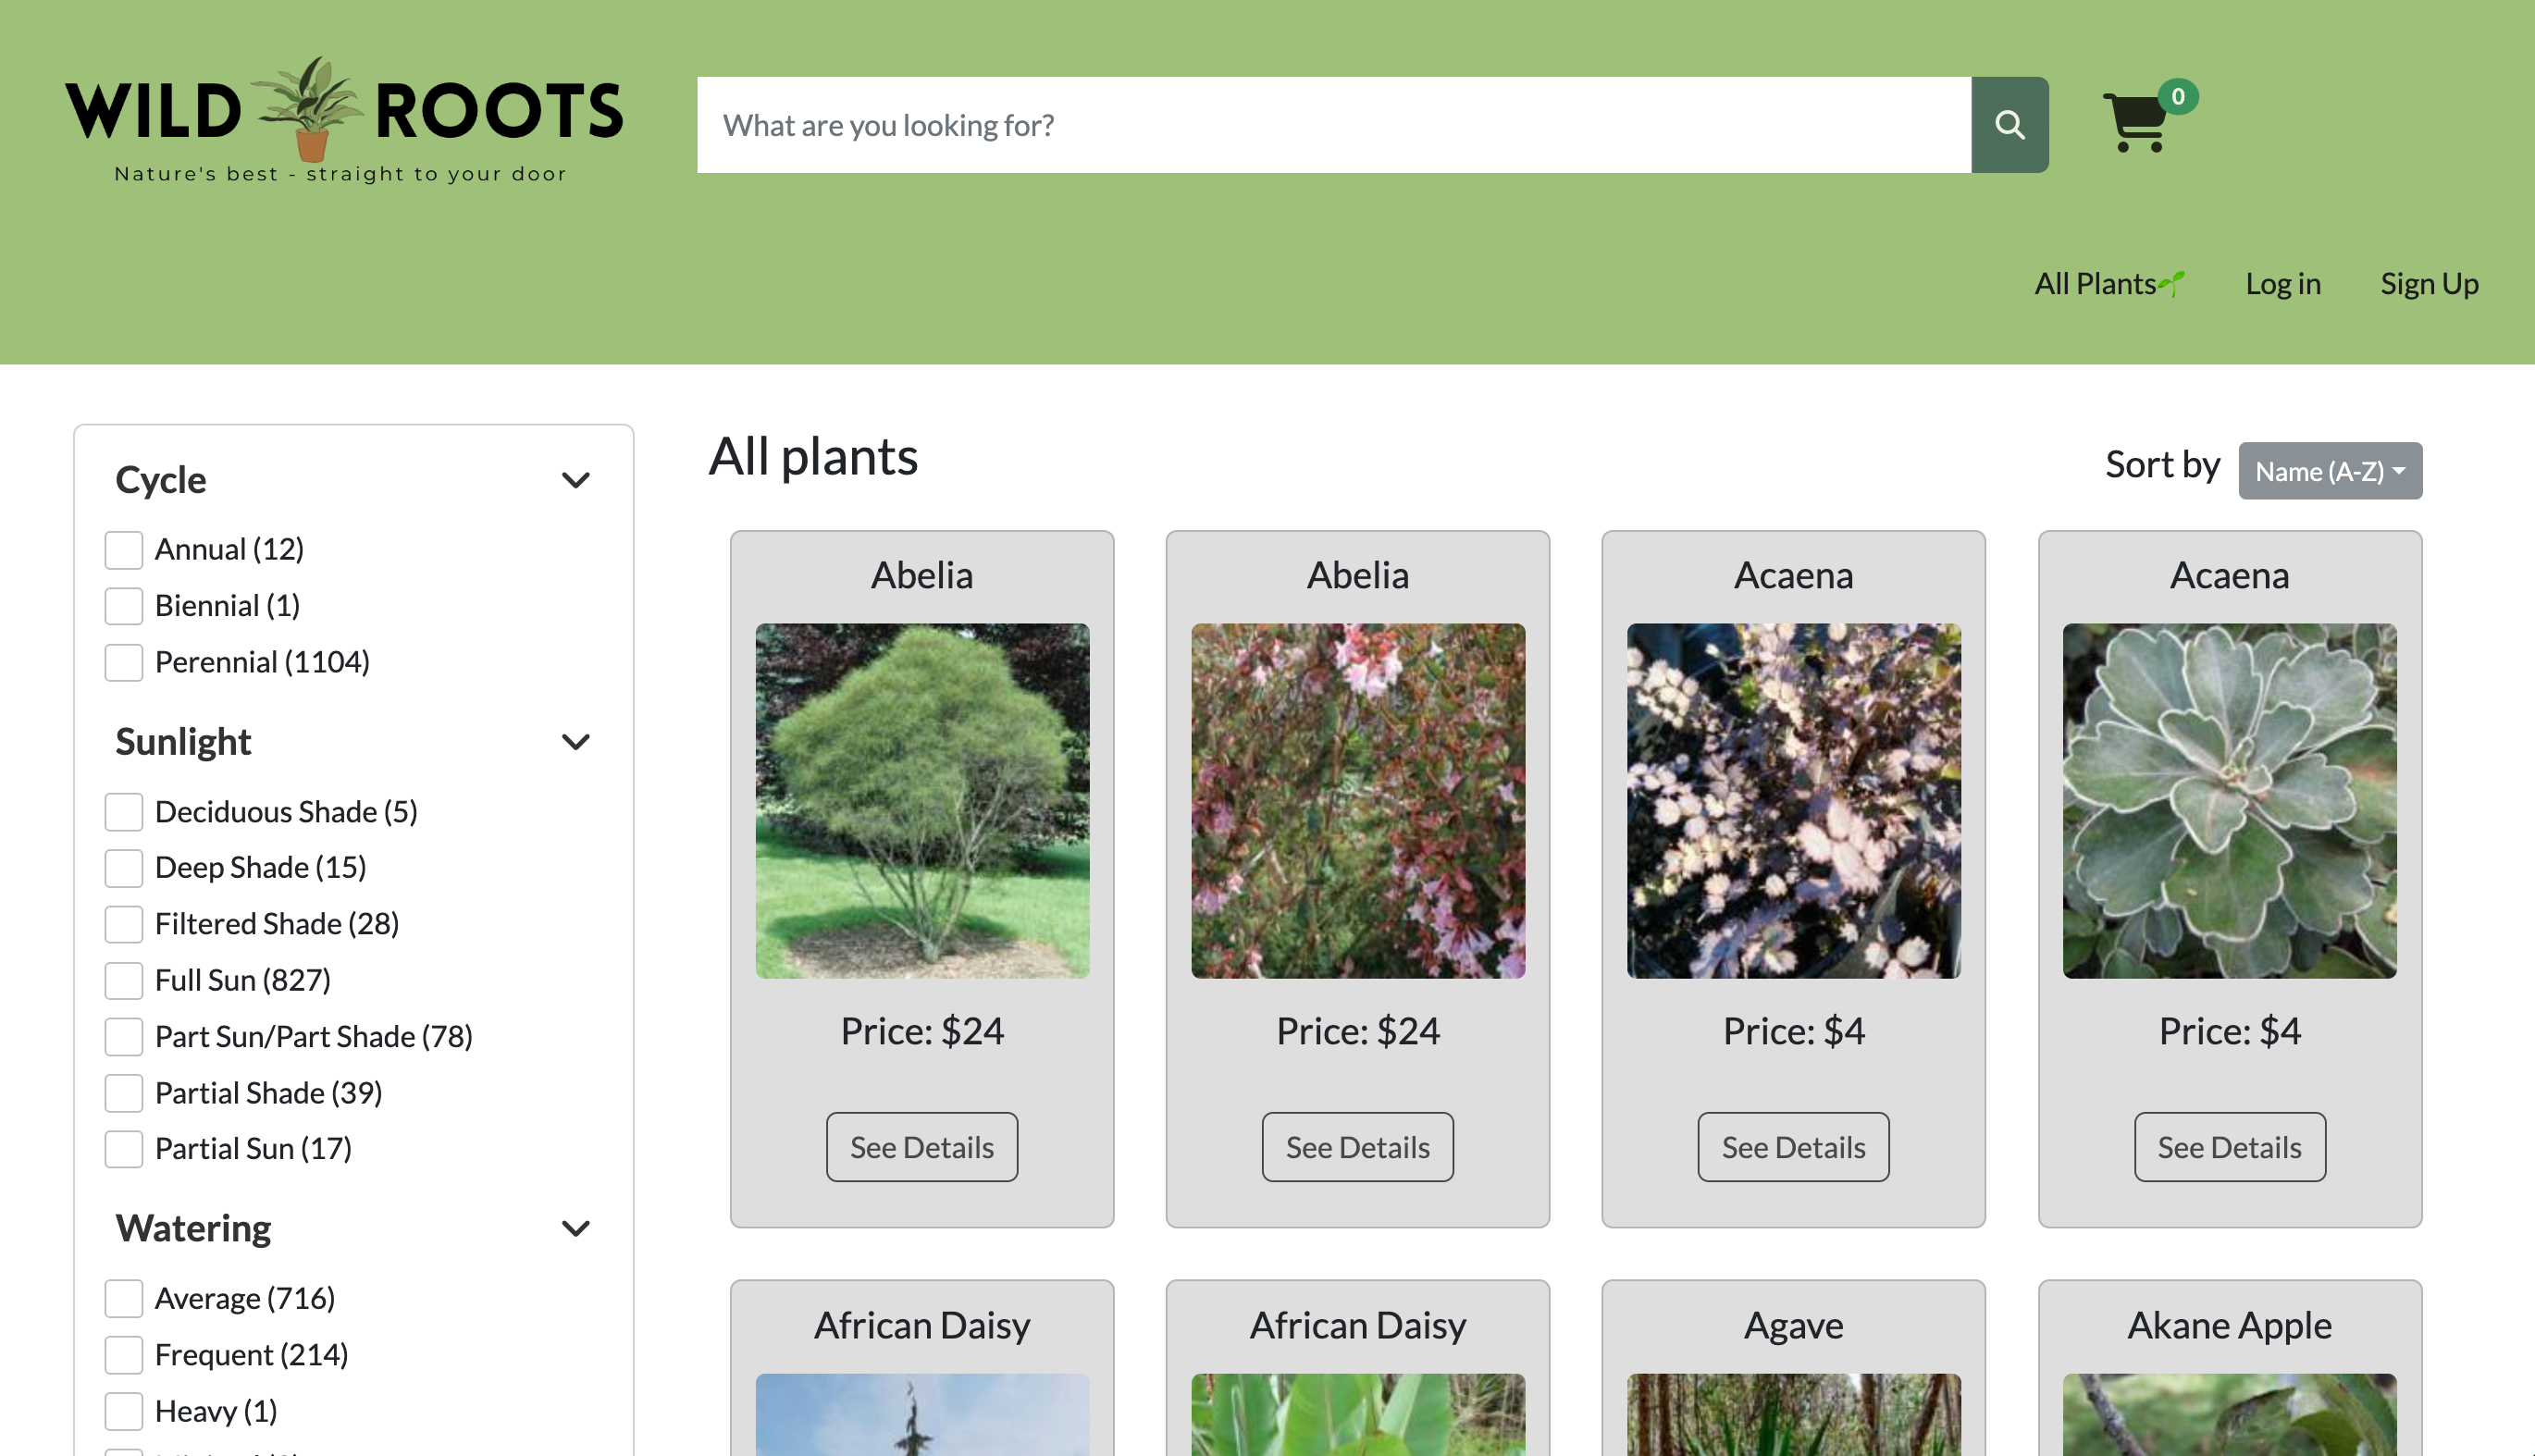 WILD ROOTS
Nature's best - straight to your door
What are you looking for?
0
All Plants🌱
Log in
Sign Up
Cycle
Annual (12)
Biennial (1)
Perennial (1104)
Sunlight
Deciduous Shade (5)
Deep Shade (15)
Filtered Shade (28)
Full Sun (827)
Part Sun/Part Shade (78)
Partial Shade (39)
Partial Sun (17)
Watering
Average (716)
Frequent (214)
Heavy (1)
All plants
Sort by
Name (A-Z)
Abelia
Price: $24
See Details
Abelia
Price: $24
See Details
Acaena
Price: $4
See Details
Acaena
Price: $4
See Details
African Daisy
African Daisy
Agave
Akane Apple